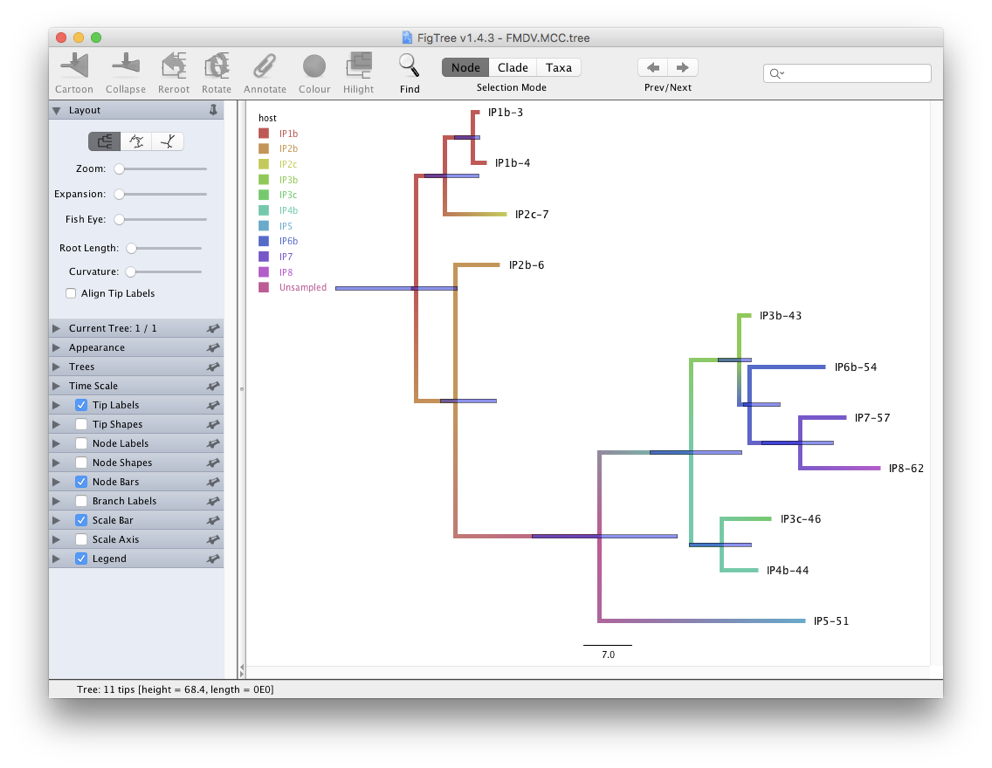 FigTree v1.4.3 - FMDV.MCC.tree
Cartoon Collapse Reroot Rotate Annotate Colour Hilight Find
Node Clade Taxa
Selection Mode
Prev/Next
Layout
Zoom:
Expansion:
Fish Eye:
Root Length:
Curvature:
Align Tip Labels
Current Tree: 1 / 1
Appearance
Trees
Time Scale
Tip Labels
Tip Shapes
Node Labels
Node Shapes
Node Bars
Branch Labels
Scale Bar
Scale Axis
Legend
host
IP1b
IP2b
IP2c
IP3b
IP3c
IP4b
IP5
IP6b
IP7
IP8
Unsampled
IP1b-3
IP1b-4
IP2c-7
IP2b-6
IP3b-43
IP6b-54
IP7-57
IP8-62
IP3c-46
IP4b-44
IP5-51
7.0
Tree: 11 tips [height = 68.4, length = 0E0]